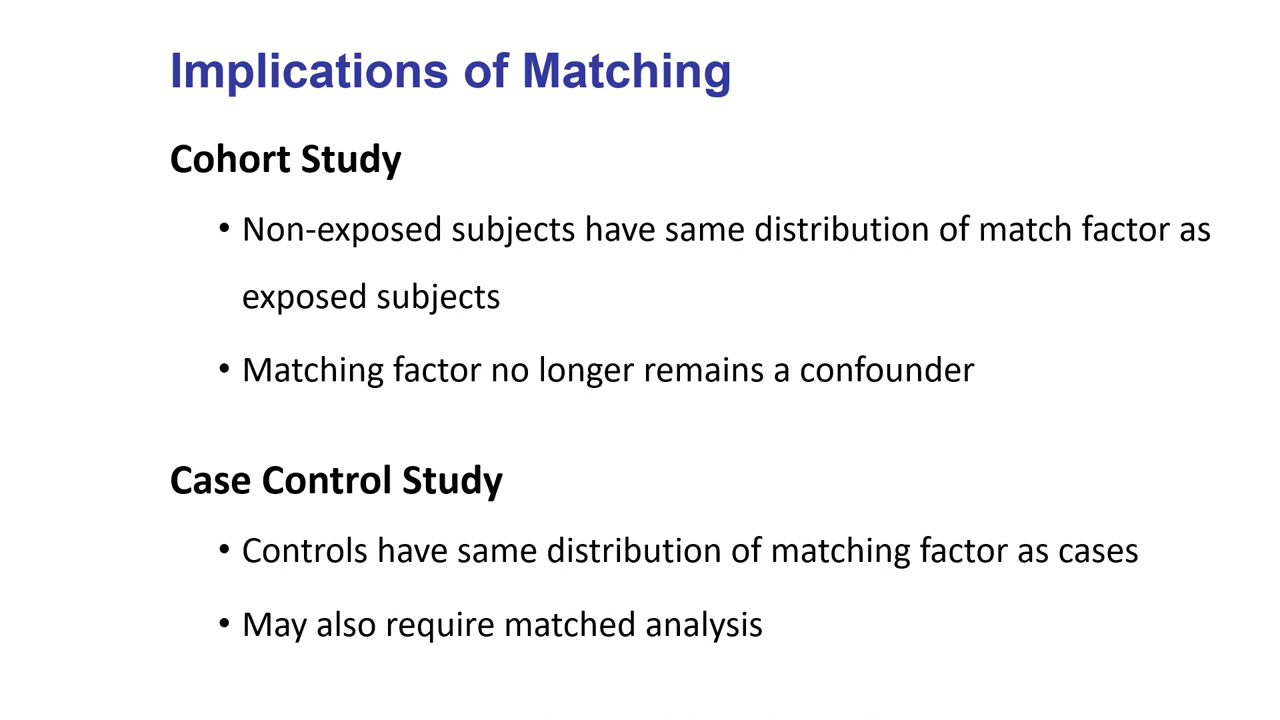 Implications of Matching
Cohort Study
• Non-exposed subjects have same distribution of match factor as
exposed subjects
• Matching factor no longer remains a confounder
Case Control Study
• Controls have same distribution of matching factor as cases
• May also require matched analysis